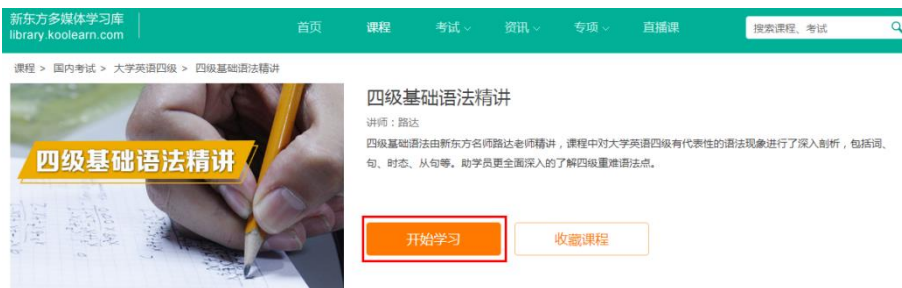 新东方多媒体学习库
library.koolearn.com
首页 课程 考试 资讯 专项 直播课 搜索课程、考试
课程 > 国内考试 > 大学英语四级 > 四级基础语法精讲
四级基础语法精讲
四级基础语法精讲
讲师：路达
四级基础语法由新东方名师路达老师精讲，课程中对大学英语四级有代表性的语法现象进行了深入剖析，包括词、
句、时态、从句等。助学员更全面深入的了解四级重难语法点。
开始学习 收藏课程